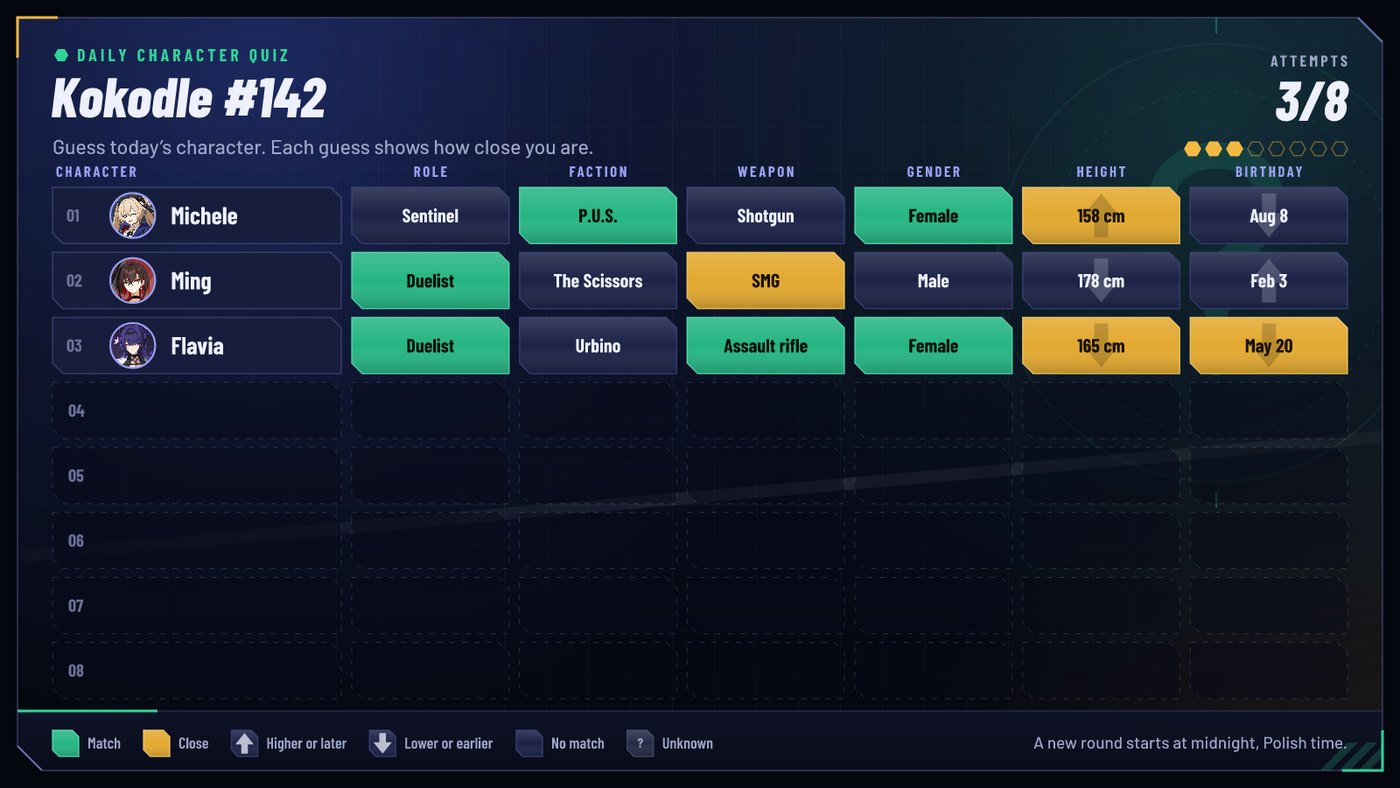 DAILY CHARACTER QUIZ
Kokodle #142
Guess today's character. Each guess shows how close you are.
ATTEMPTS
3/8
CHARACTER ROLE FACTION WEAPON GENDER HEIGHT BIRTHDAY
01 Michele Sentinel P.U.S. Shotgun Female 158 cm Aug 8
02 Ming Duelist The Scissors SMG Male 178 cm Feb 3
03 Flavia Duelist Urbino Assault rifle Female 165 cm May 20
04
05
06
07
08
Match Close Higher or later Lower or earlier No match ? Unknown
A new round starts at midnight, Polish time.